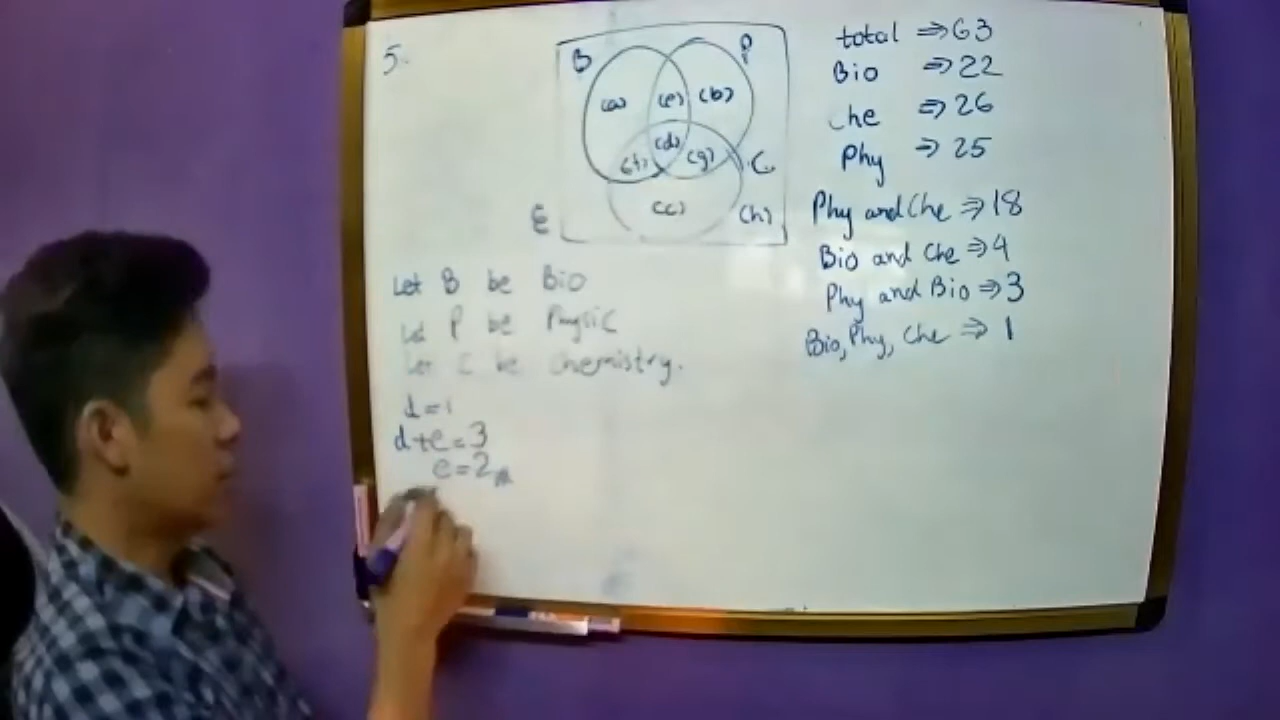 5.
B
P
(a)
(e)
(b)
(d)
(f)
(g)
C
(c)
(h)
ξ
total ⇒ 63
Bio ⇒ 22
Che ⇒ 26
Phy ⇒ 25
Phy and Che ⇒ 18
Bio and Che ⇒ 4
Phy and Bio ⇒ 3
Bio, Phy, Che ⇒ 1
Let B be Bio
Let P be Physic
Let C be Chemistry.
d = 1
d + e = 3
e = 2